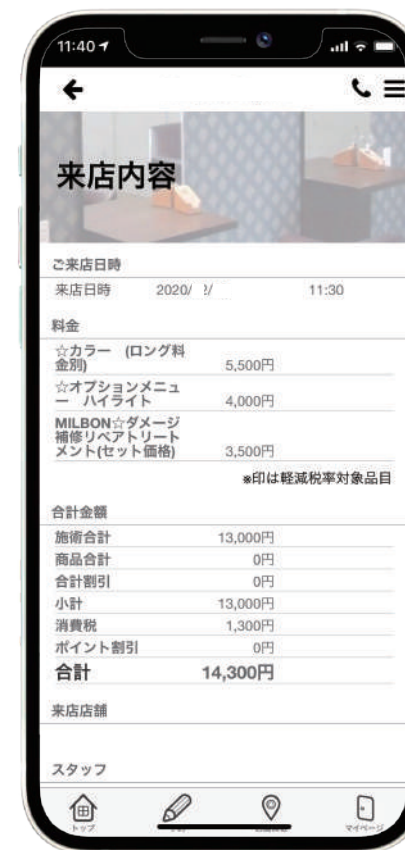 11:40
来店内容
ご来店日時
来店日時 2020/ 2/ 11:30
料金
☆カラー (ロング料
金別) 5,500円
☆オプションメニュ
ー ハイライト 4,000円
MILBON☆ダメージ
補修リペアトリート
メント(セット価格) 3,500円
※印は軽減税率対象品目
合計金額
施術合計 13,000円
商品合計 0円
合計割引 0円
小計 13,000円
消費税 1,300円
ポイント割引 0円
合計 14,300円
来店店舗
スタッフ
トップ
マイページ